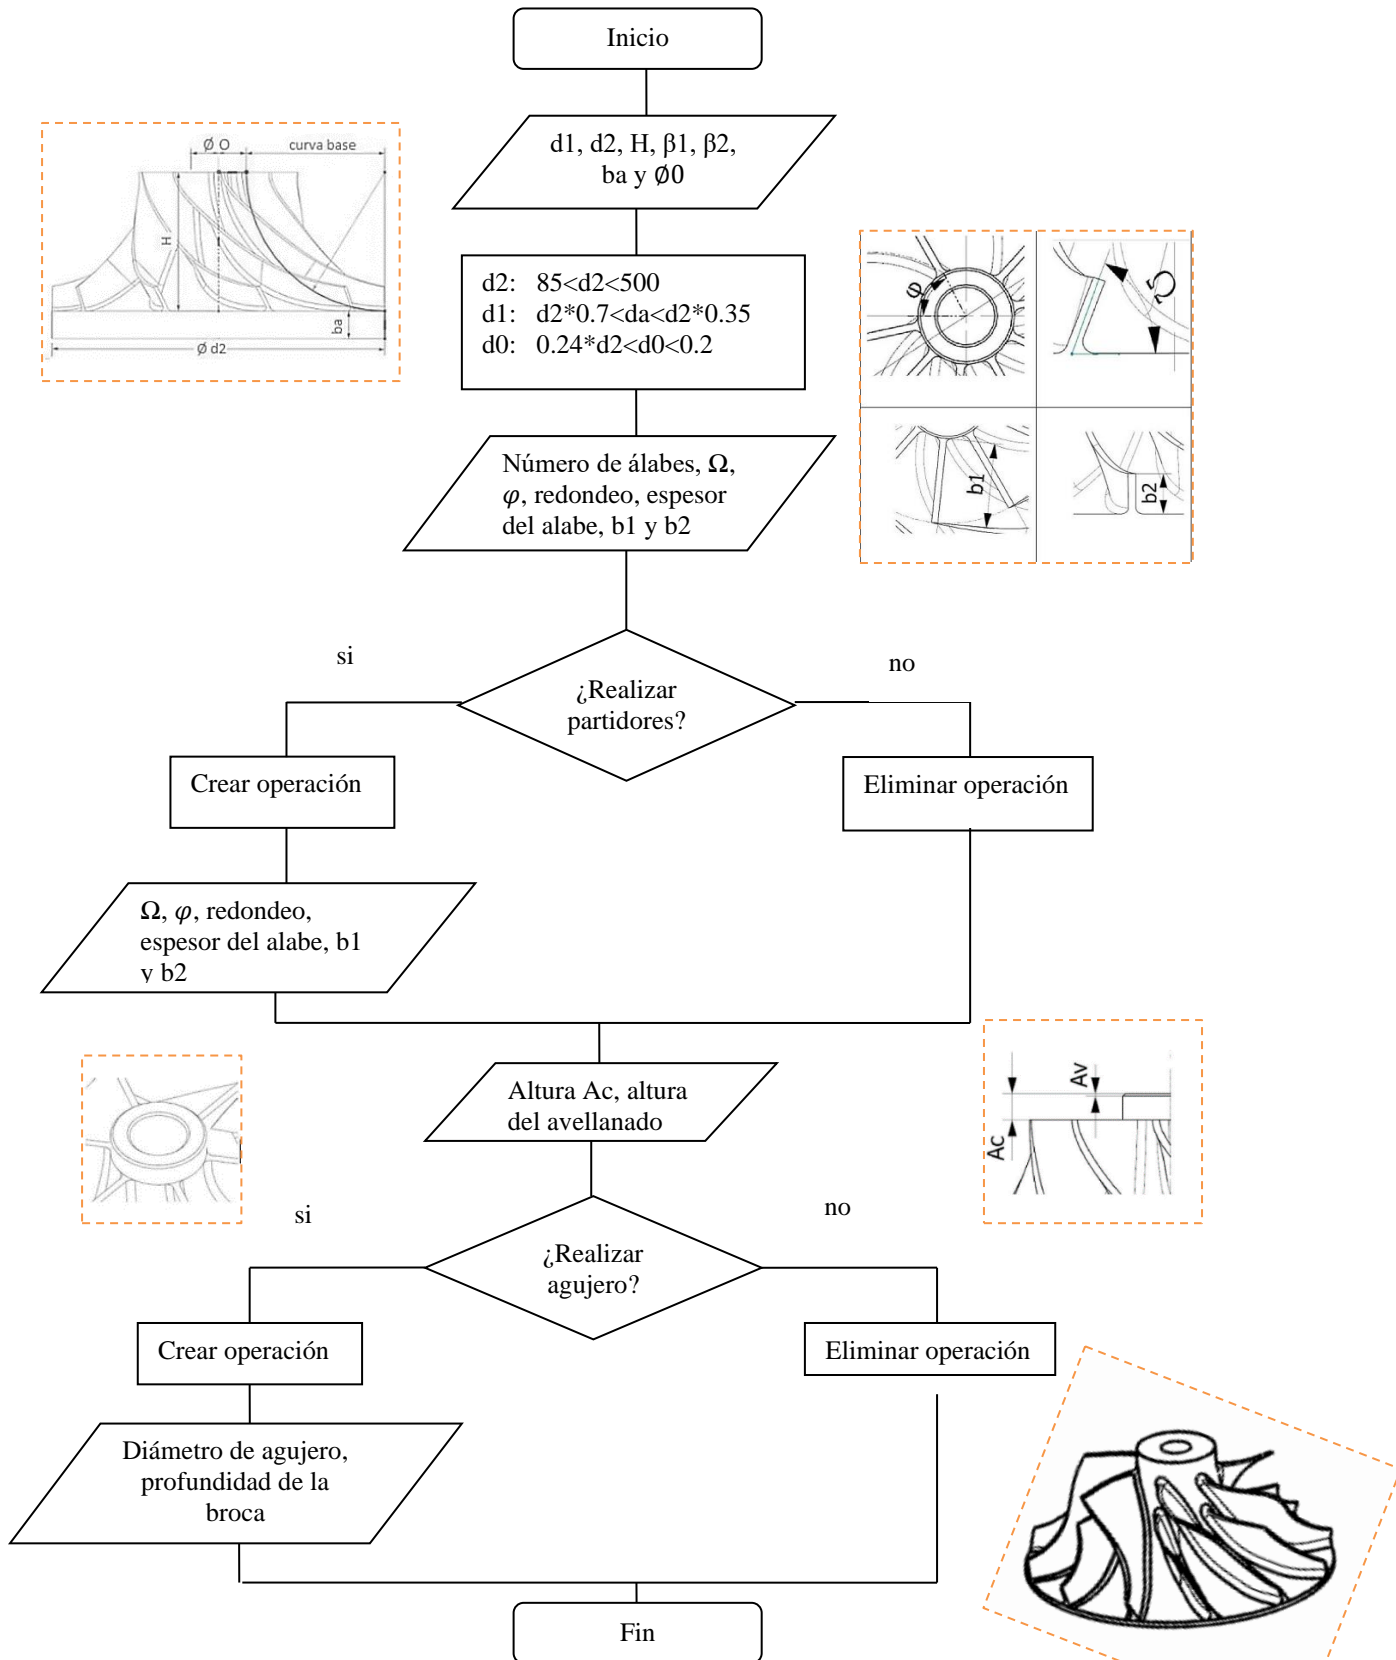 Inicio
d1, d2, H, β1, β2,
ba y Ø0
Ø O
curva base
H
ba
Ø d2
d2: 85<d2<500
d1: d2*0.7<da<d2*0.35
d0: 0.24*d2<d0<0.2
φ
Ω
b1
b2
Número de álabes, Ω,
φ, redondeo, espesor
del alabe, b1 y b2
si
no
¿Realizar
partidores?
Crear operación
Eliminar operación
Ω, φ, redondeo,
espesor del alabe, b1
y b2
Altura Ac, altura
del avellanado
Av
Ac
si
no
¿Realizar
agujero?
Crear operación
Eliminar operación
Diámetro de agujero,
profundidad de la
broca
Fin